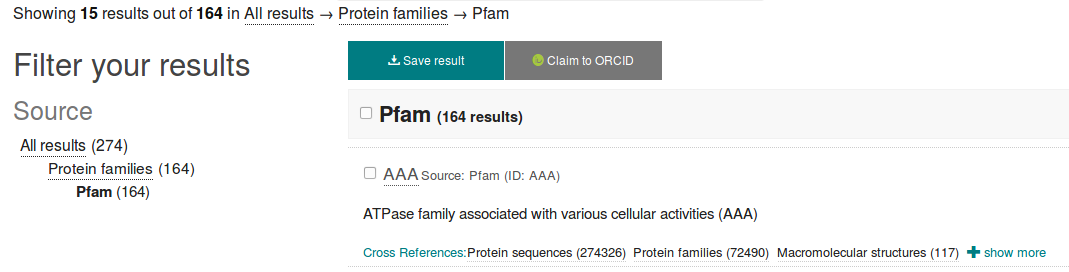 Showing 15 results out of 164 in All results → Protein families → Pfam
Filter your results
Source
All results (274)
Protein families (164)
Pfam (164)
Save result
Claim to ORCID
Pfam (164 results)
AAA Source: Pfam (ID: AAA)
ATPase family associated with various cellular activities (AAA)
Cross References: Protein sequences (274326) Protein families (72490) Macromolecular structures (117) + show more